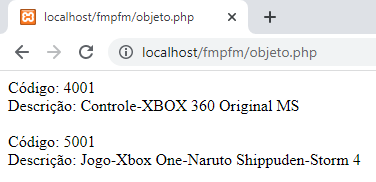 localhost/fmpfm/objeto.php
localhost/fmpfm/objeto.php
Código: 4001
Descrição: Controle-XBOX 360 Original MS
Código: 5001
Descrição: Jogo-Xbox One-Naruto Shippuden-Storm 4